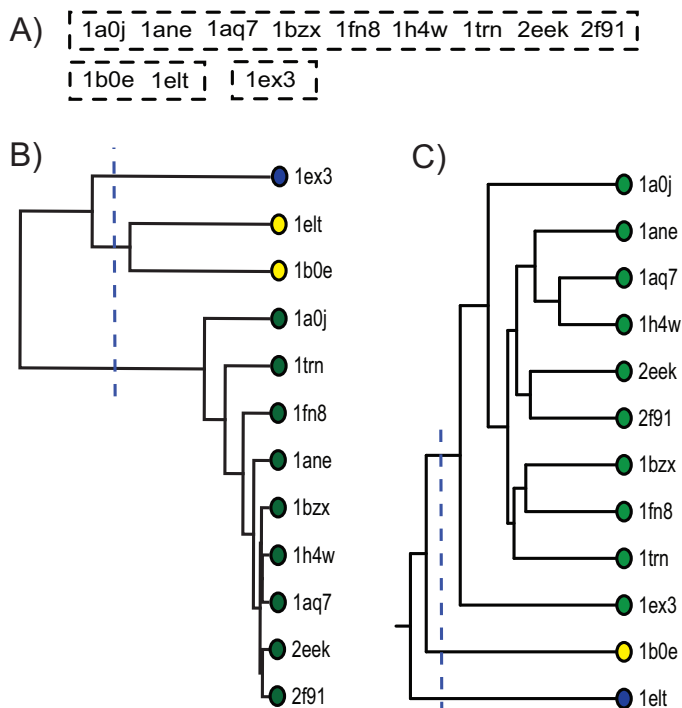 A) 1a0j 1ane 1aq7 1bzx 1fn8 1h4w 1trn 2eek 2f91
1b0e 1elt 1ex3
B)
1ex3
1elt
1b0e
1a0j
1trn
1fn8
1ane
1bzx
1h4w
1aq7
2eek
2f91
C)
1a0j
1ane
1aq7
1h4w
2eek
2f91
1bzx
1fn8
1trn
1ex3
1b0e
1elt